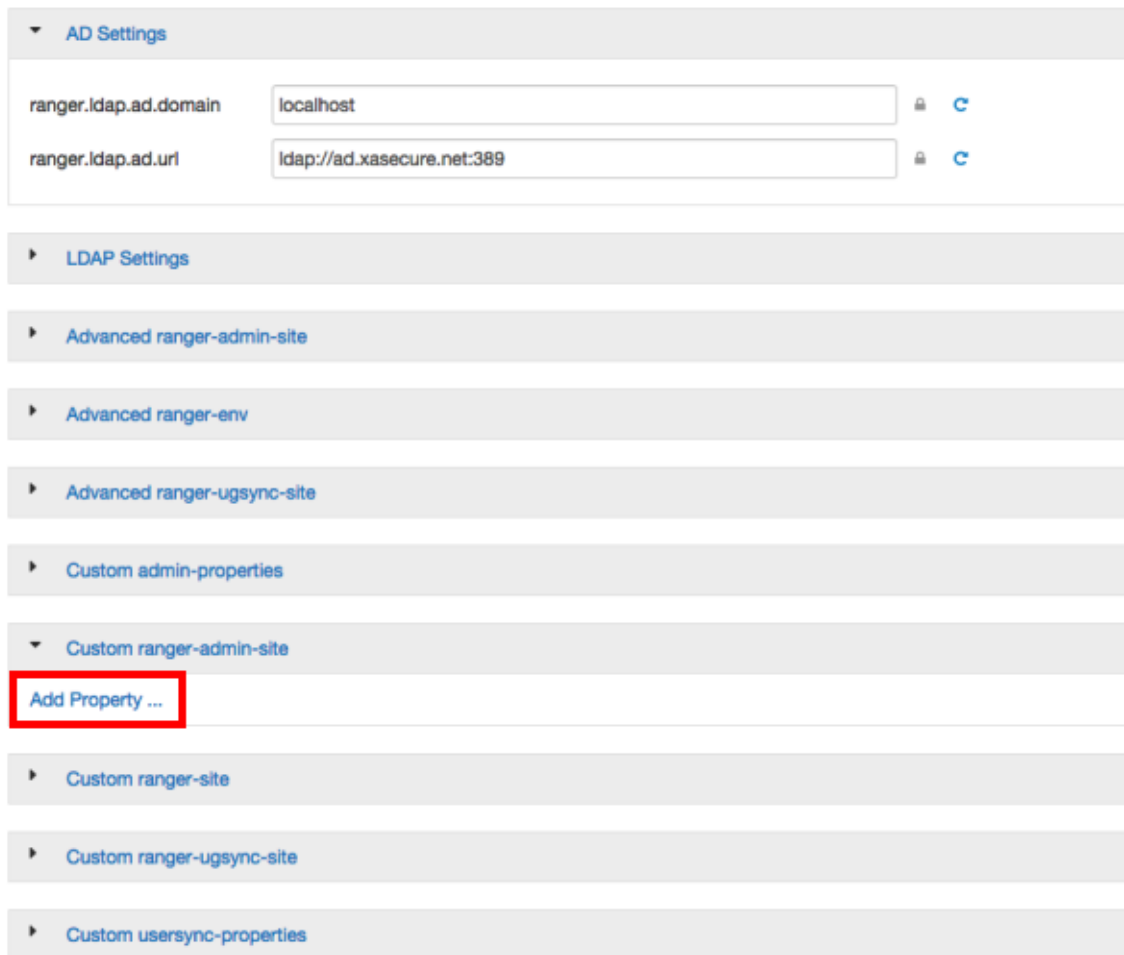 AD Settings
ranger.ldap.ad.domain localhost
ranger.ldap.ad.url ldap://ad.xasecure.net:389
LDAP Settings
Advanced ranger-admin-site
Advanced ranger-env
Advanced ranger-ugsync-site
Custom admin-properties
Custom ranger-admin-site
Add Property ...
Custom ranger-site
Custom ranger-ugsync-site
Custom usersync-properties